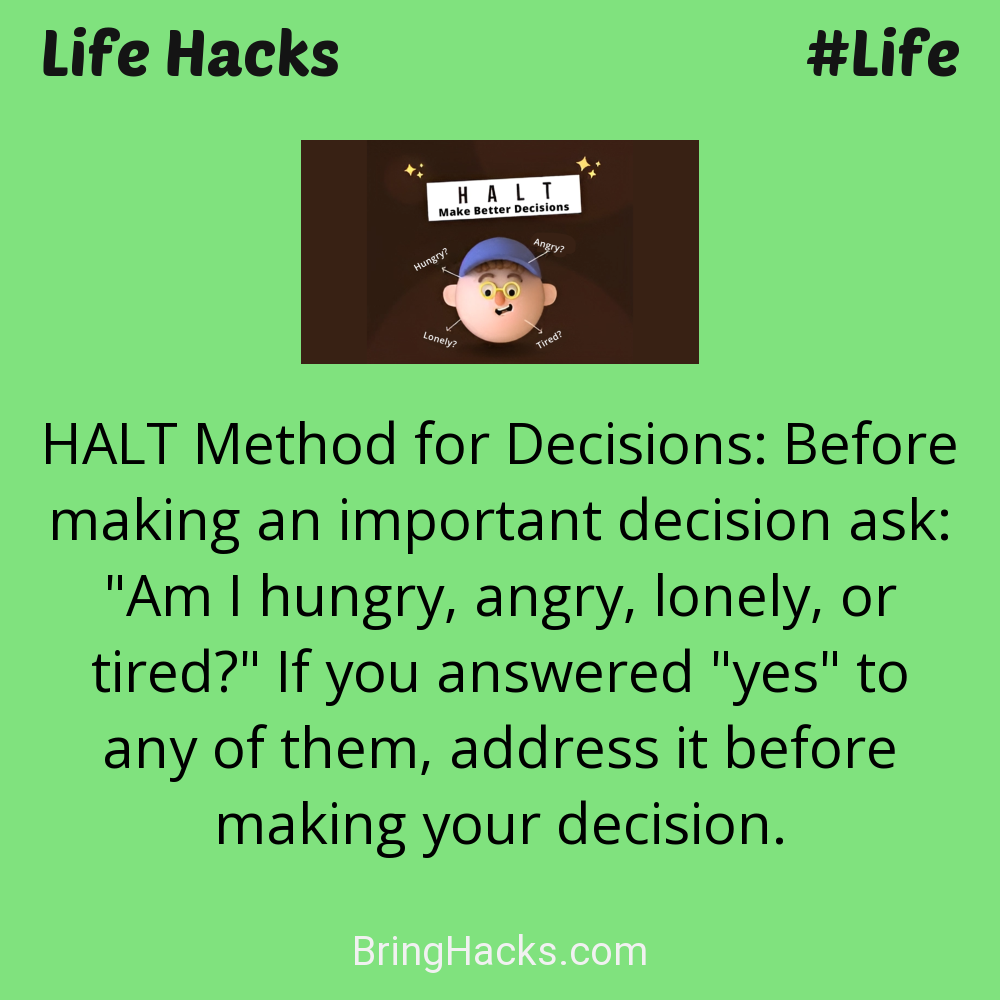 Life Hacks
#Life
H A L T
Make Better Decisions
Hungry?
Angry?
Lonely?
Tired?
HALT Method for Decisions: Before
making an important decision ask:
"Am I hungry, angry, lonely, or
tired?" If you answered "yes" to
any of them, address it before
making your decision.
BringHacks.com